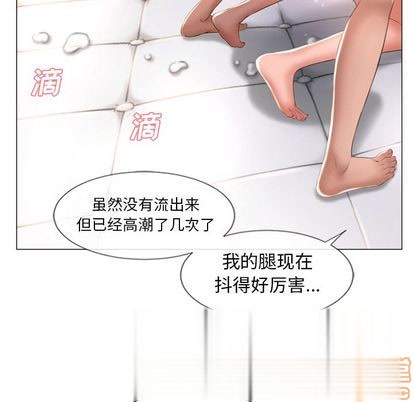 滴
滴
虽然没有流出来
但已经高潮了几次了
我的腿现在
抖得好厉害...